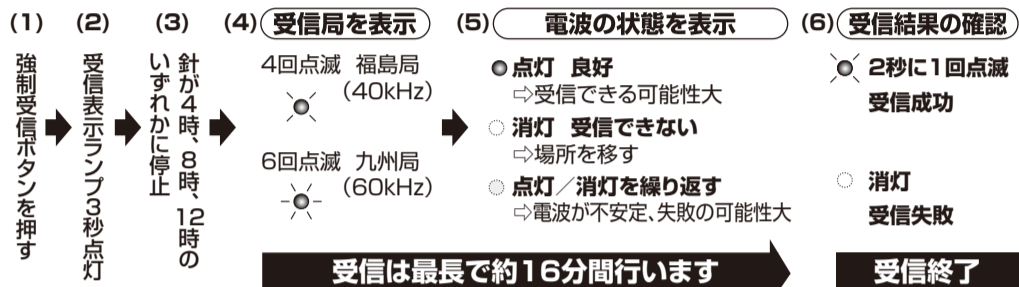 (1)
強制受信ボタンを押す
(2)
受信表示ランプ3秒点灯
(3)
針が4時、8時、12時の
いずれかに停止
(4) 受信局を表示
4回点滅 福島局
(40kHz)
6回点滅 九州局
(60kHz)
(5) 電波の状態を表示
点灯 良好
⇨受信できる可能性大
消灯 受信できない
⇨場所を移す
点灯/消灯を繰り返す
⇨電波が不安定、失敗の可能性大
受信は最長で約16分間行います
(6) 受信結果の確認
2秒に1回点滅
受信成功
消灯
受信失敗
受信終了